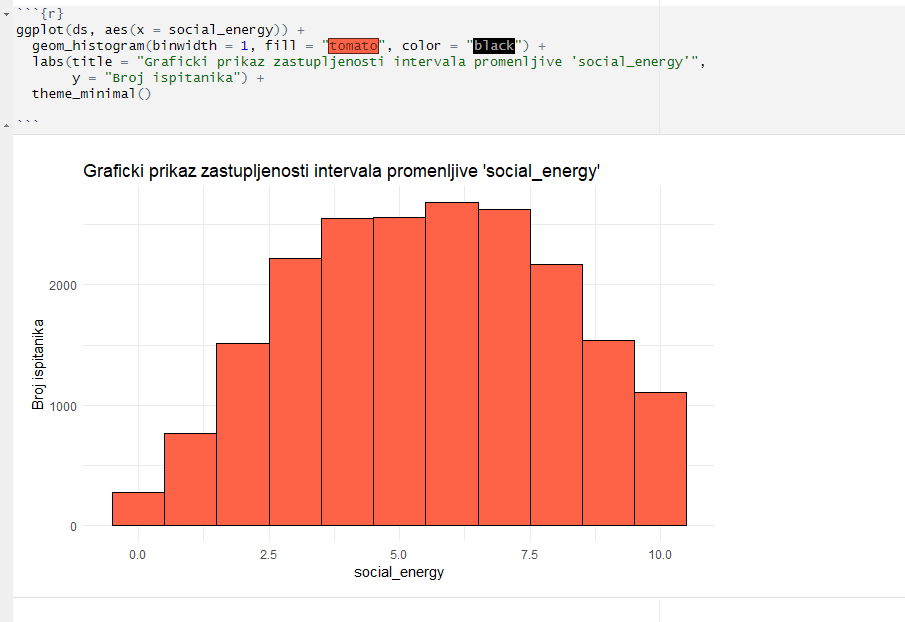 ```{r}
ggplot(ds, aes(x = social_energy)) +
  geom_histogram(binwidth = 1, fill = "tomato", color = "black") +
  labs(title = "Graficki prikaz zastupljenosti intervala promenljive 'social_energy'",
       y = "Broj ispitanika") +
  theme_minimal()
```
Graficki prikaz zastupljenosti intervala promenljive 'social_energy'
Broj ispitanika
2000
1000
0
0.0 2.5 5.0 7.5 10.0
social_energy